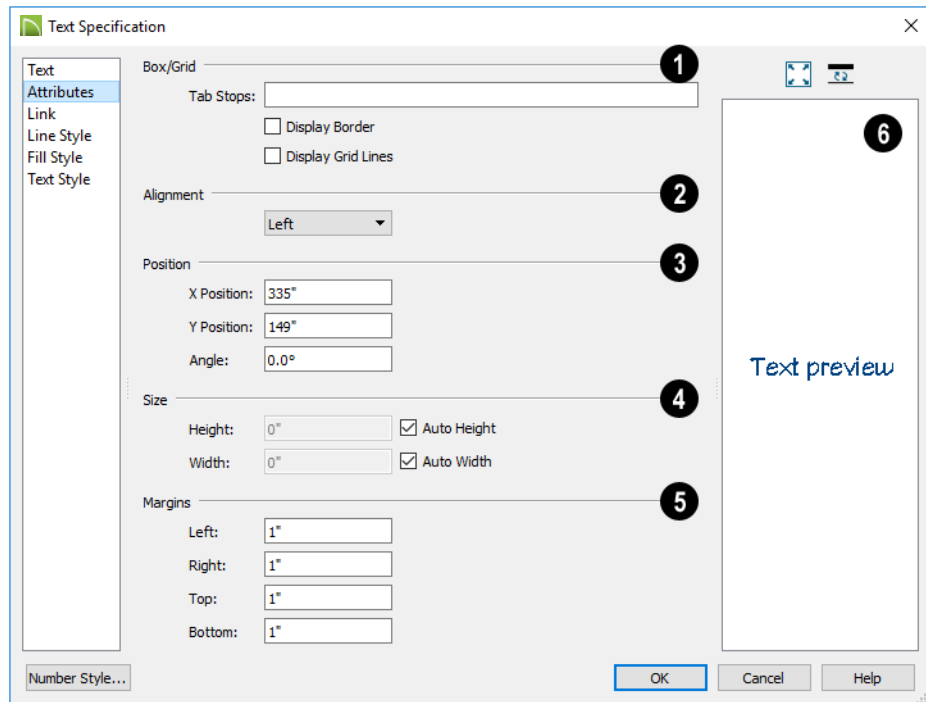 Text Specification
Text
Attributes
Link
Line Style
Fill Style
Text Style
Box/Grid
1
Tab Stops:
Display Border
Display Grid Lines
Alignment
2
Left
Position
3
X Position: 335"
Y Position: 149"
Angle: 0.0°
Size
4
Height: 0" Auto Height
Width: 0" Auto Width
Margins
5
Left: 1"
Right: 1"
Top: 1"
Bottom: 1"
6
Text preview
Number Style...
OK Cancel Help